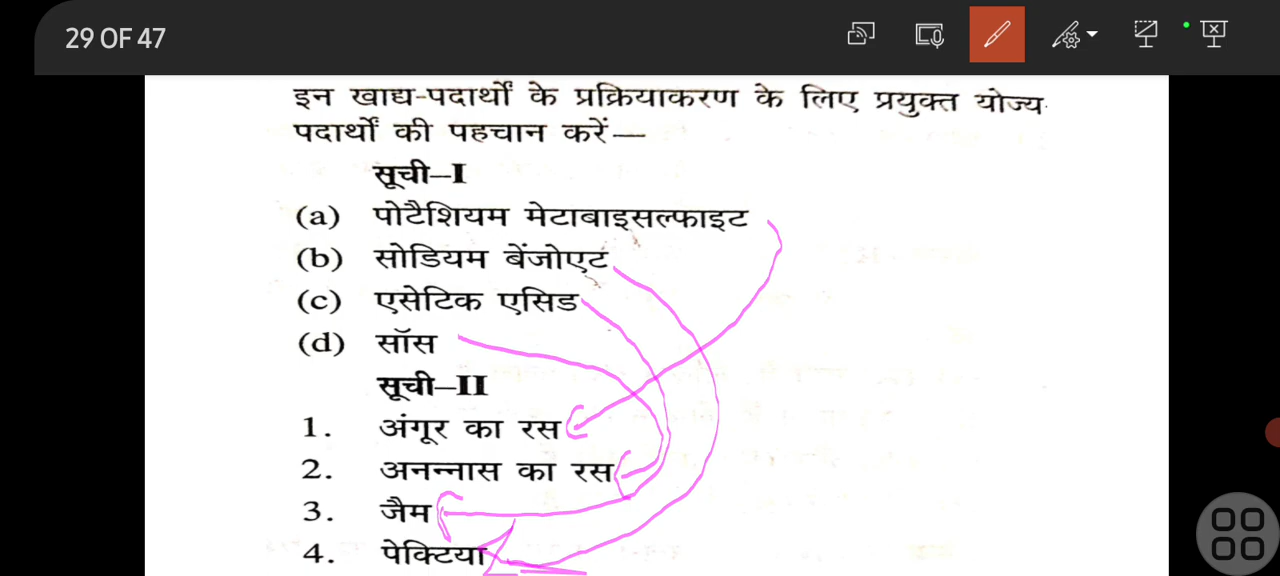 29 OF 47
इन खाद्य-पदार्थों के प्रक्रियाकरण के लिए प्रयुक्त योज्य
पदार्थों की पहचान करें—
सूची–I
(a) पोटैशियम मेटाबाइसल्फाइट
(b) सोडियम बेंजोएट
(c) एसेटिक एसिड
(d) सॉस
सूची–II
1. अंगूर का रस
2. अनन्नास का रस
3. जैम
4. पेक्टिया